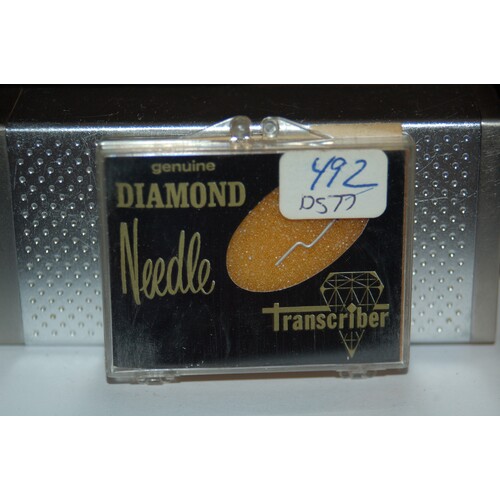 genuine
492
DIAMOND
DS77
Needle
Transcriber